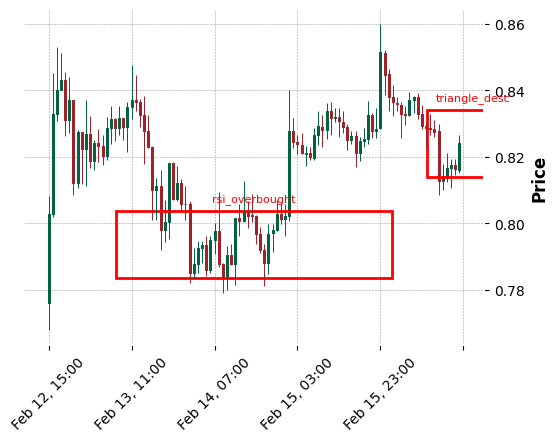 0.86
0.84
triangle_desc
0.82
Price
rsi_overbought
0.80
0.78
Feb 12, 15:00
Feb 13, 11:00
Feb 14, 07:00
Feb 15, 03:00
Feb 15, 23:00